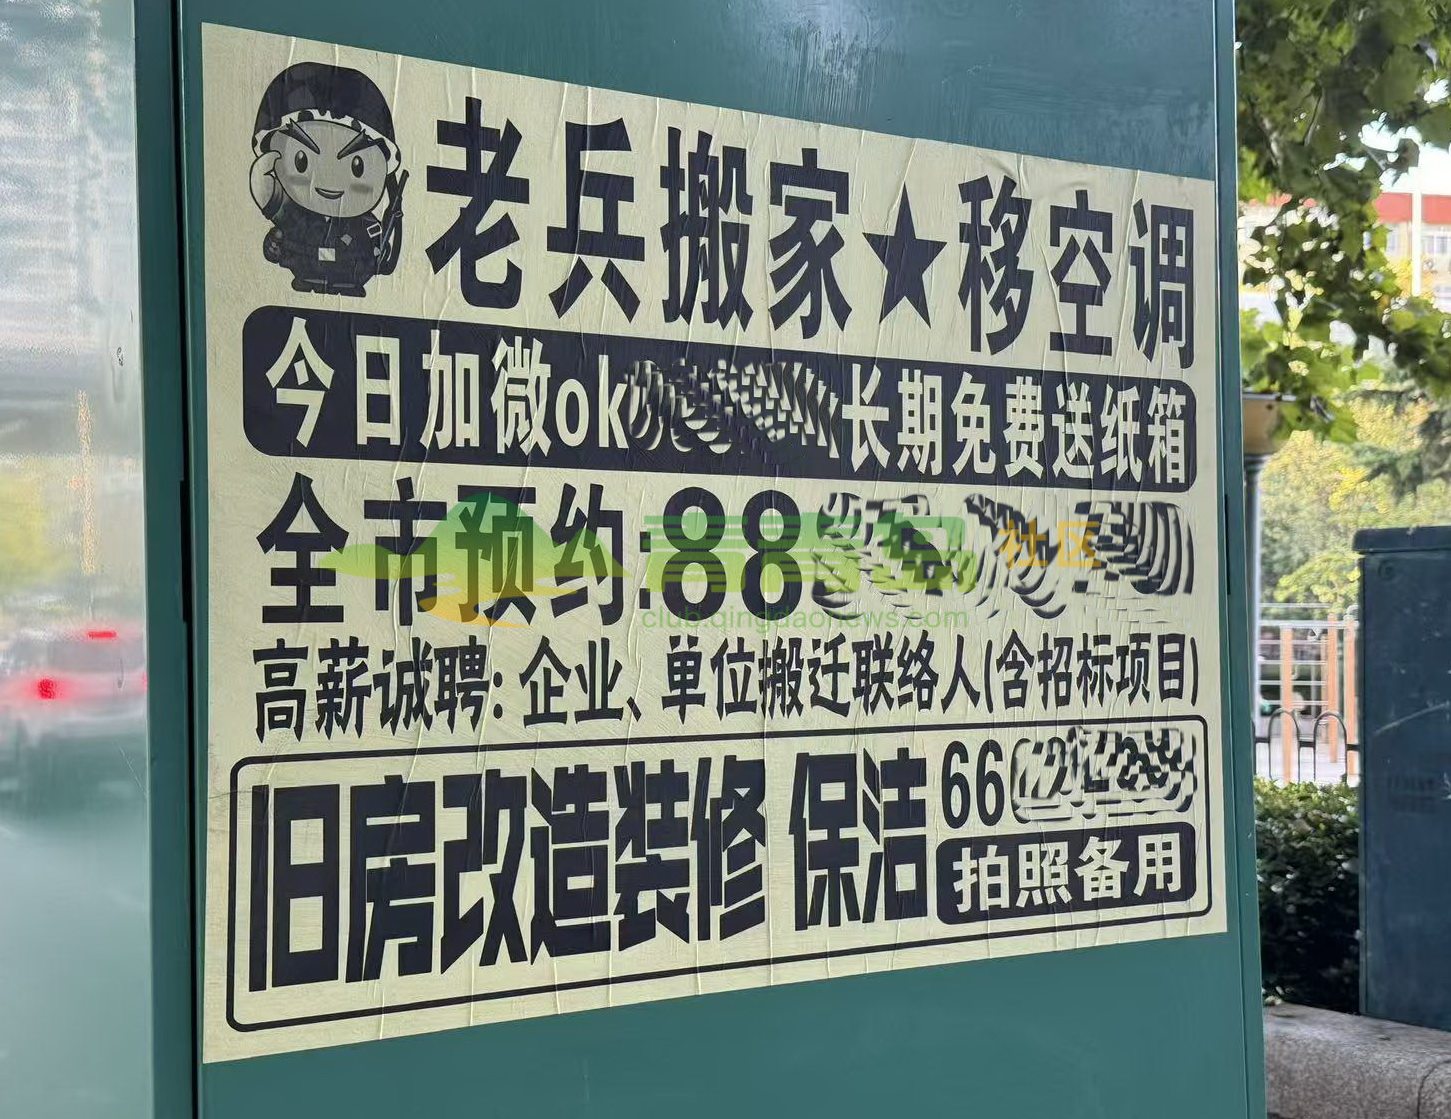 老兵搬家★移空调
今日加微ok 长期免费送纸箱
全市预约:88
青青岛 社区
club.qingdaonews.com
高薪诚聘:企业、单位搬迁联络人(含招标项目)
旧房改造装修 保洁 66
拍照备用